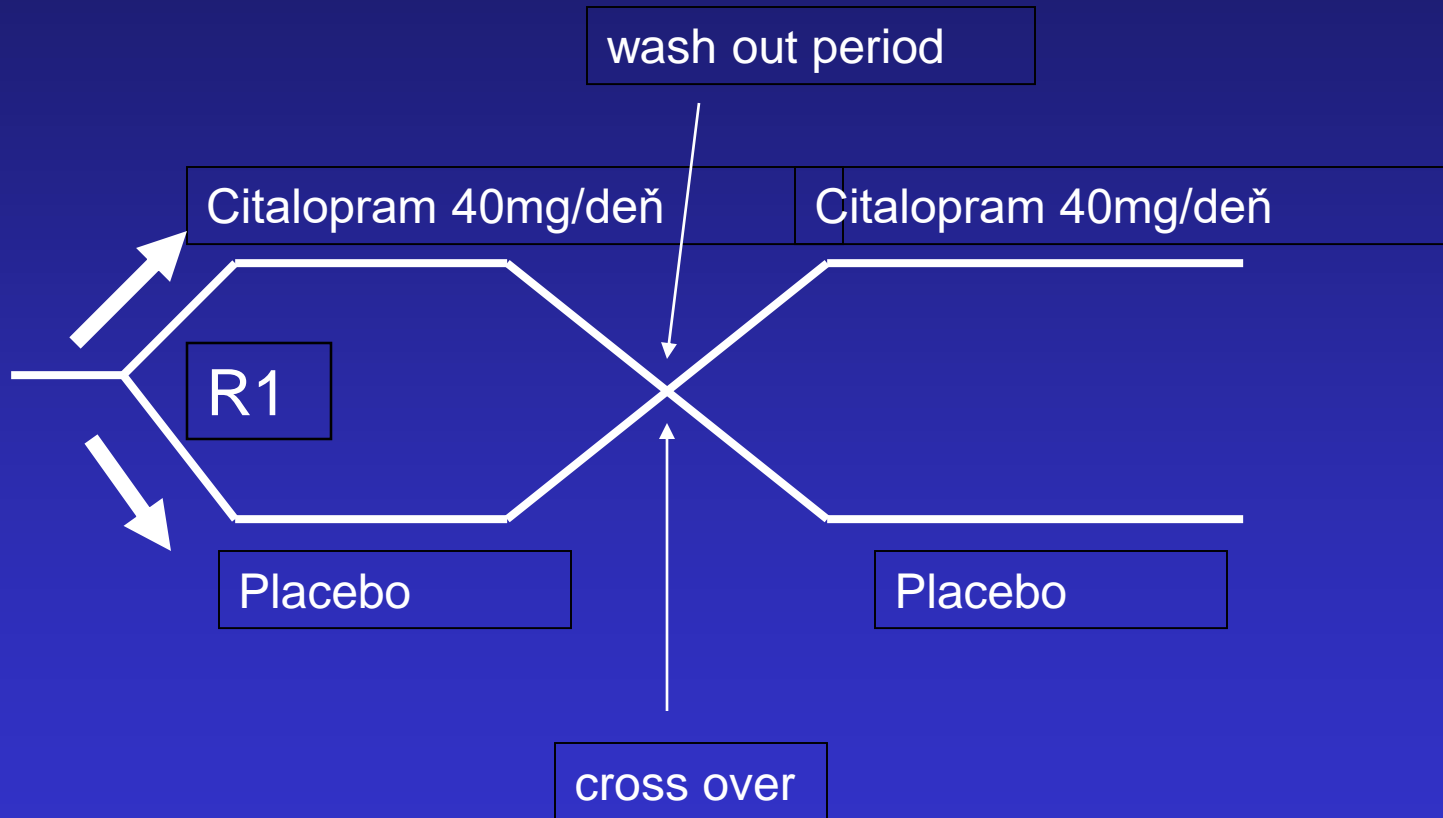 wash out period
Citalopram 40mg/deň
Citalopram 40mg/deň
R1
Placebo
Placebo
cross over